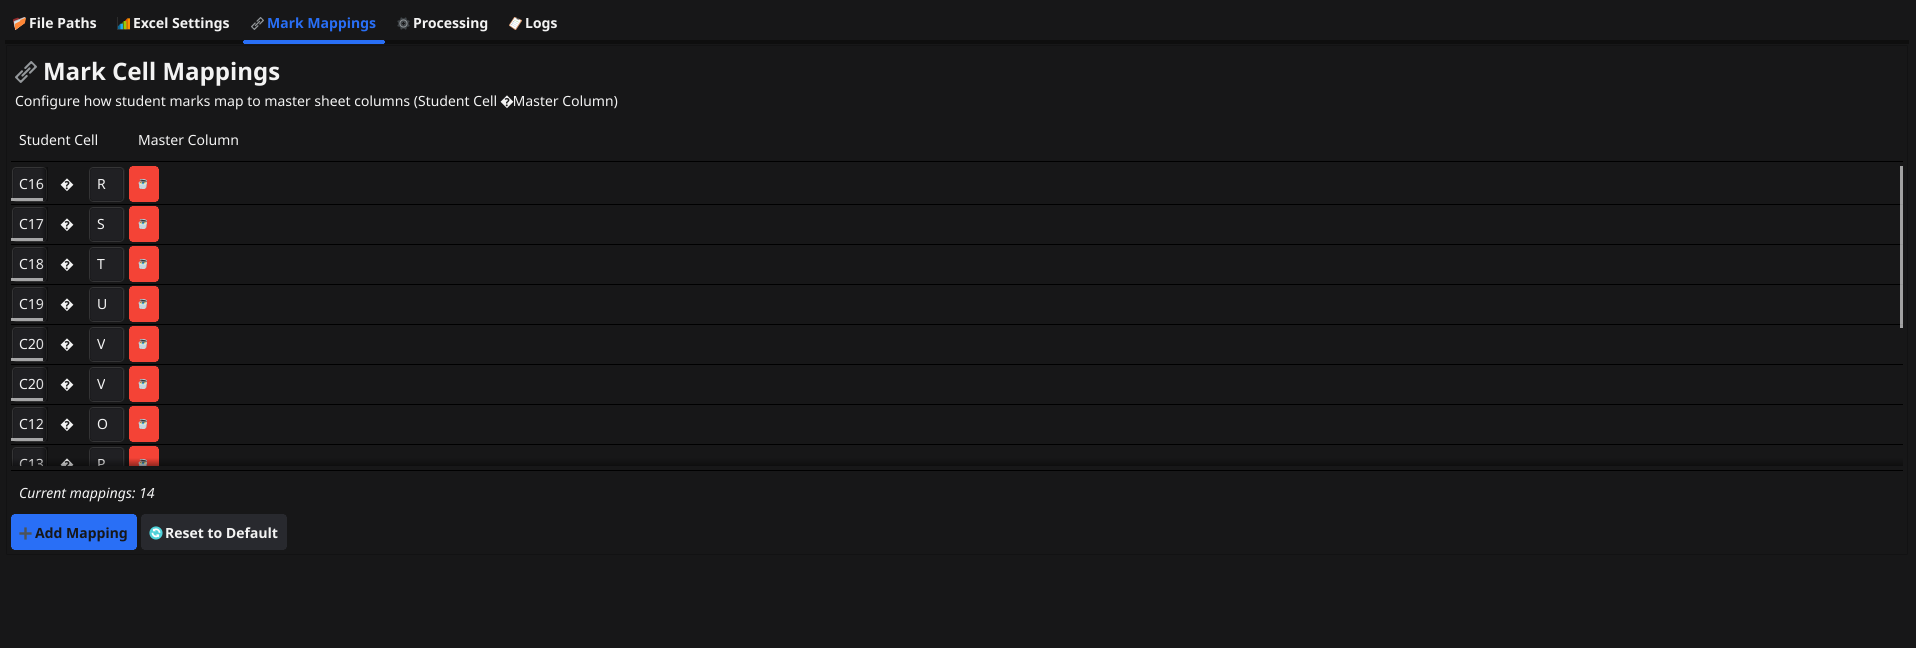 File Paths Excel Settings Mark Mappings Processing Logs
Mark Cell Mappings
Configure how student marks map to master sheet columns (Student Cell �Master Column)
Student Cell Master Column
C16 � R
C17 � S
C18 � T
C19 � U
C20 � V
C20 � V
C12 � O
C13 � P
Current mappings: 14
Add Mapping Reset to Default